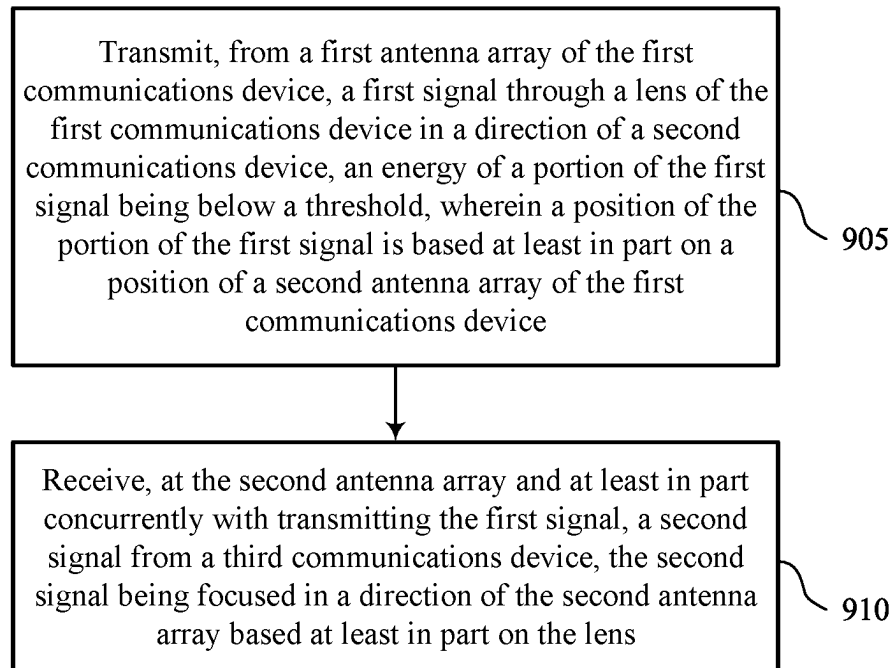 Transmit, from a first antenna array of the first
communications device, a first signal through a lens of the
first communications device in a direction of a second
communications device, an energy of a portion of the first
signal being below a threshold, wherein a position of the
portion of the first signal is based at least in part on a
position of a second antenna array of the first
communications device
905
Receive, at the second antenna array and at least in part
concurrently with transmitting the first signal, a second
signal from a third communications device, the second
signal being focused in a direction of the second antenna
array based at least in part on the lens
910